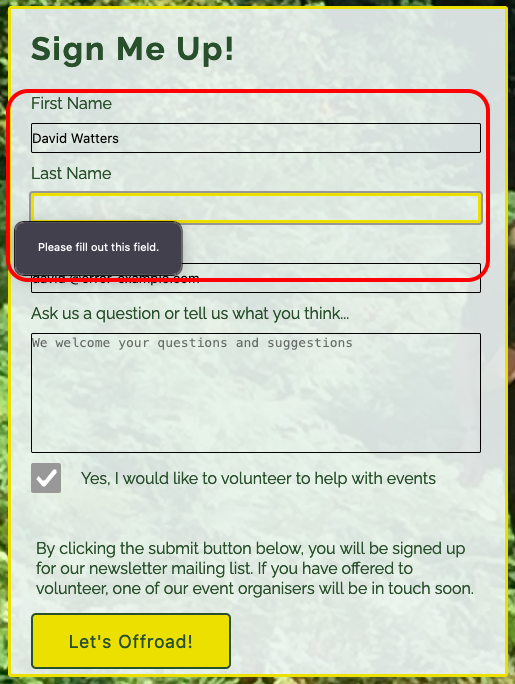 Sign Me Up!
First Name
David Watters
Last Name
Please fill out this field.
david @error-example.com
Ask us a question or tell us what you think...
We welcome your questions and suggestions
Yes, I would like to volunteer to help with events
By clicking the submit button below, you will be signed up
for our newsletter mailing list. If you have offered to
volunteer, one of our event organisers will be in touch soon.
Let's Offroad!